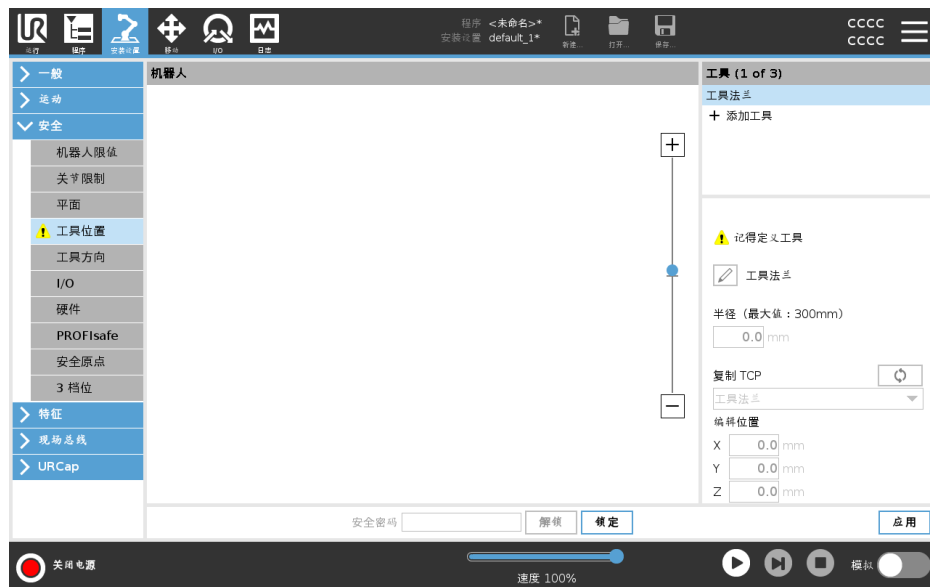 UR
程序 <未命名>*
安装设置 default_1*
运行 程序 安装设置 移动 I/O 日志 新建... 打开... 保存...
cccc
cccc
一般
运动
安全
机器人限值
关节限制
平面
工具位置
工具方向
I/O
硬件
PROFIsafe
安全原点
3 档位
特征
现场总线
URCap
机器人
工具 (1 of 3)
工具法兰
添加工具
记得定义工具
工具法兰
半径（最大值：300mm）
0.0 mm
复制 TCP
工具法兰
编辑位置
X 0.0 mm
Y 0.0 mm
Z 0.0 mm
安全密码 解锁 锁定 应用
关闭电源
速度 100%
模拟